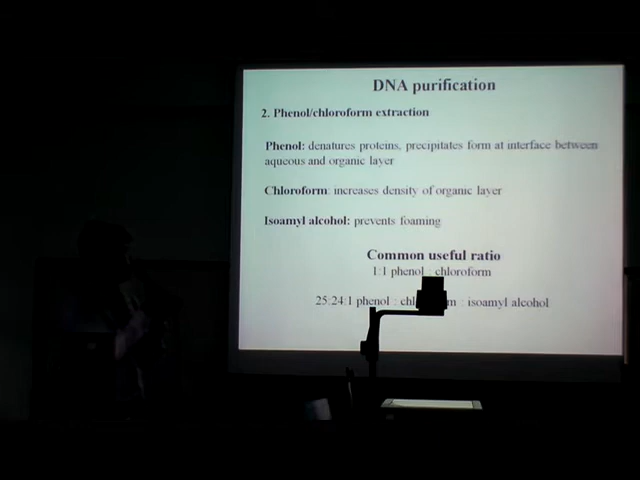 DNA purification
2. Phenol/chloroform extraction
Phenol: denatures proteins, precipitates form at interface between
aqueous and organic layer
Chloroform: increases density of organic layer
Isoamyl alcohol: prevents foaming
Common useful ratio
1:1 phenol : chloroform
25:24:1 phenol : chl m : isoamyl alcohol